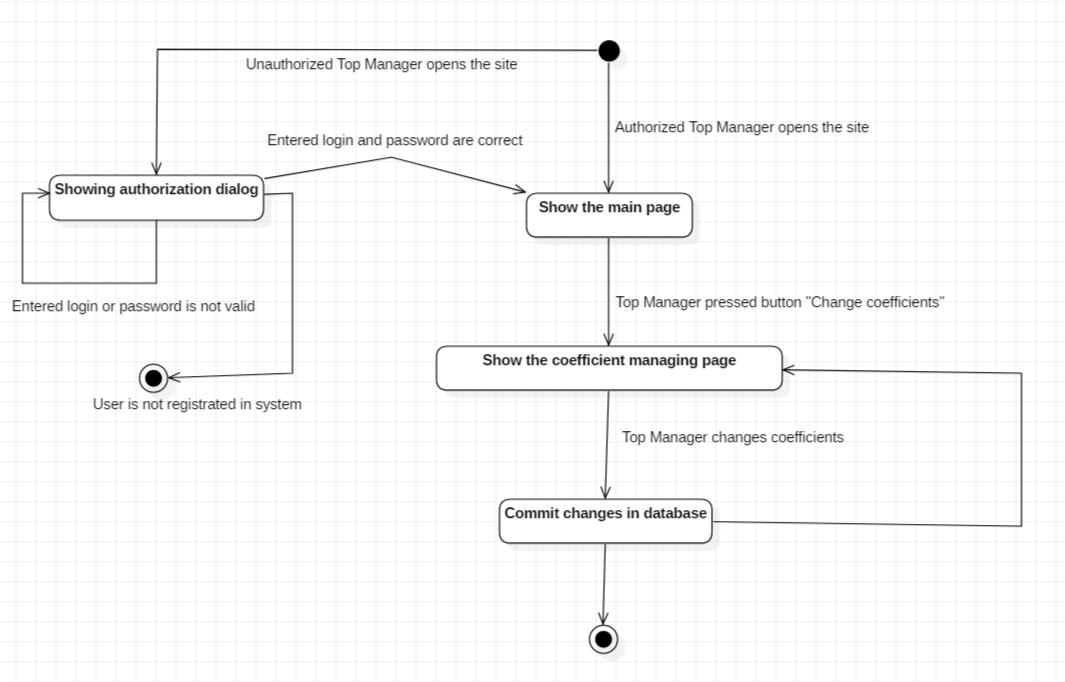 Unauthorized Top Manager opens the site
Authorized Top Manager opens the site
Entered login and password are correct
Showing authorization dialog
Show the main page
Entered login or password is not valid
Top Manager pressed button "Change coefficients"
Show the coefficient managing page
User is not registrated in system
Top Manager changes coefficients
Commit changes in database